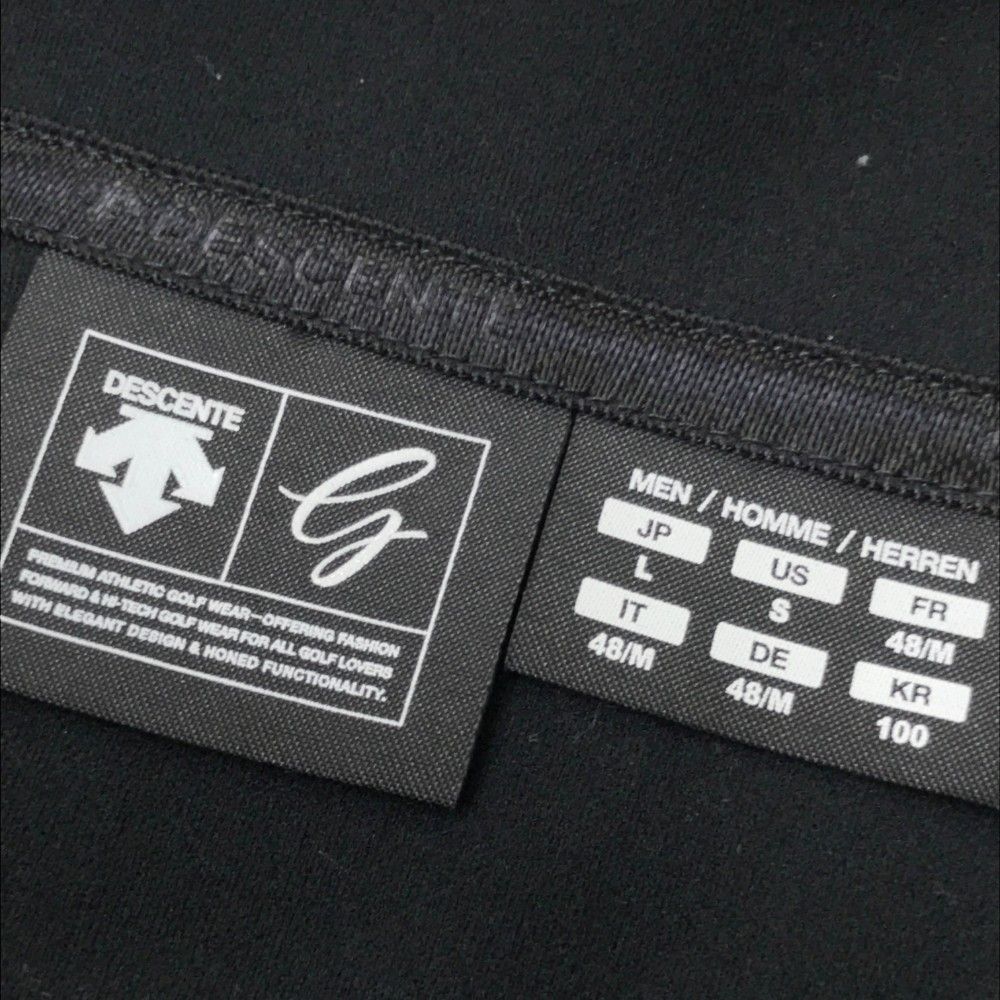 DESCENTE
DESCENTE
G
PREMIUM ATHLETIC GOLF WEAR—OFFERING FASHION
FORWARD & HI-TECH GOLF WEAR FOR ALL GOLF LOVERS
WITH ELEGANT DESIGN & HONED FUNCTIONALITY.
MEN / HOMME / HERREN
JP US FR
L S 48/M
IT DE KR
48/M 48/M 100